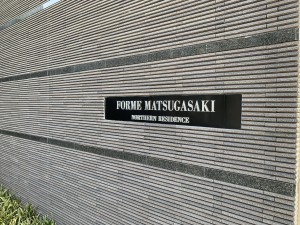 FORME MATSUGASAKI
NORTHERN RESIDENCE